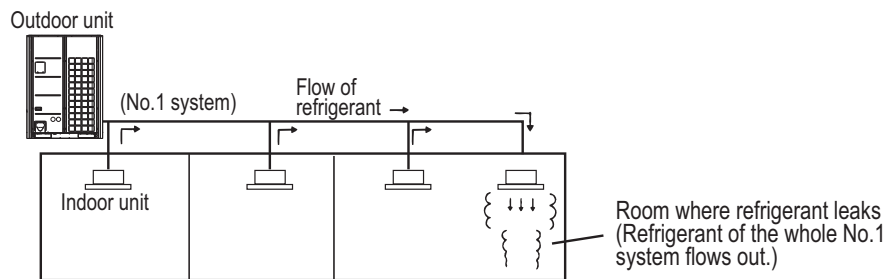 Outdoor unit
(No.1 system)
Flow of
refrigerant
Indoor unit
Room where refrigerant leaks
(Refrigerant of the whole No.1
system flows out.)